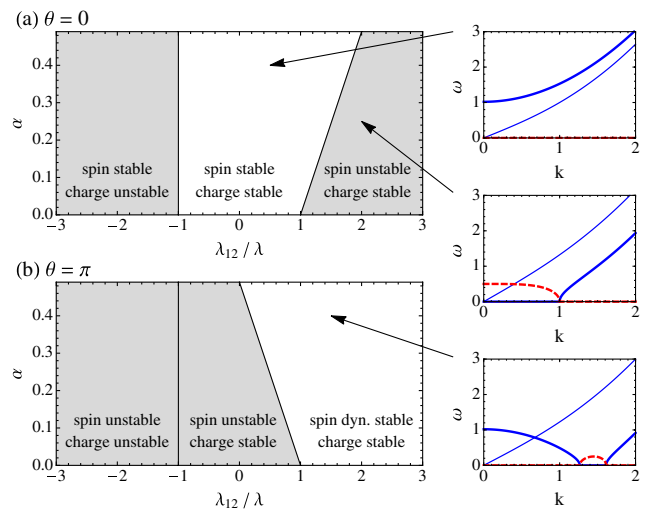 (a) θ = 0
0.4
0.3
0.2
0.1
0.0
α
spin stable
charge unstable
spin stable
charge stable
spin unstable
charge stable
−3 −2 −1 0 1 2 3
λ12 / λ
(b) θ = π
0.4
0.3
0.2
0.1
0.0
α
spin unstable
charge unstable
spin unstable
charge stable
spin dyn. stable
charge stable
−3 −2 −1 0 1 2 3
λ12 / λ
3
2
1
0
ω
0 1 2
k
3
2
1
0
ω
0 1 2
k
3
2
1
0
ω
0 1 2
k